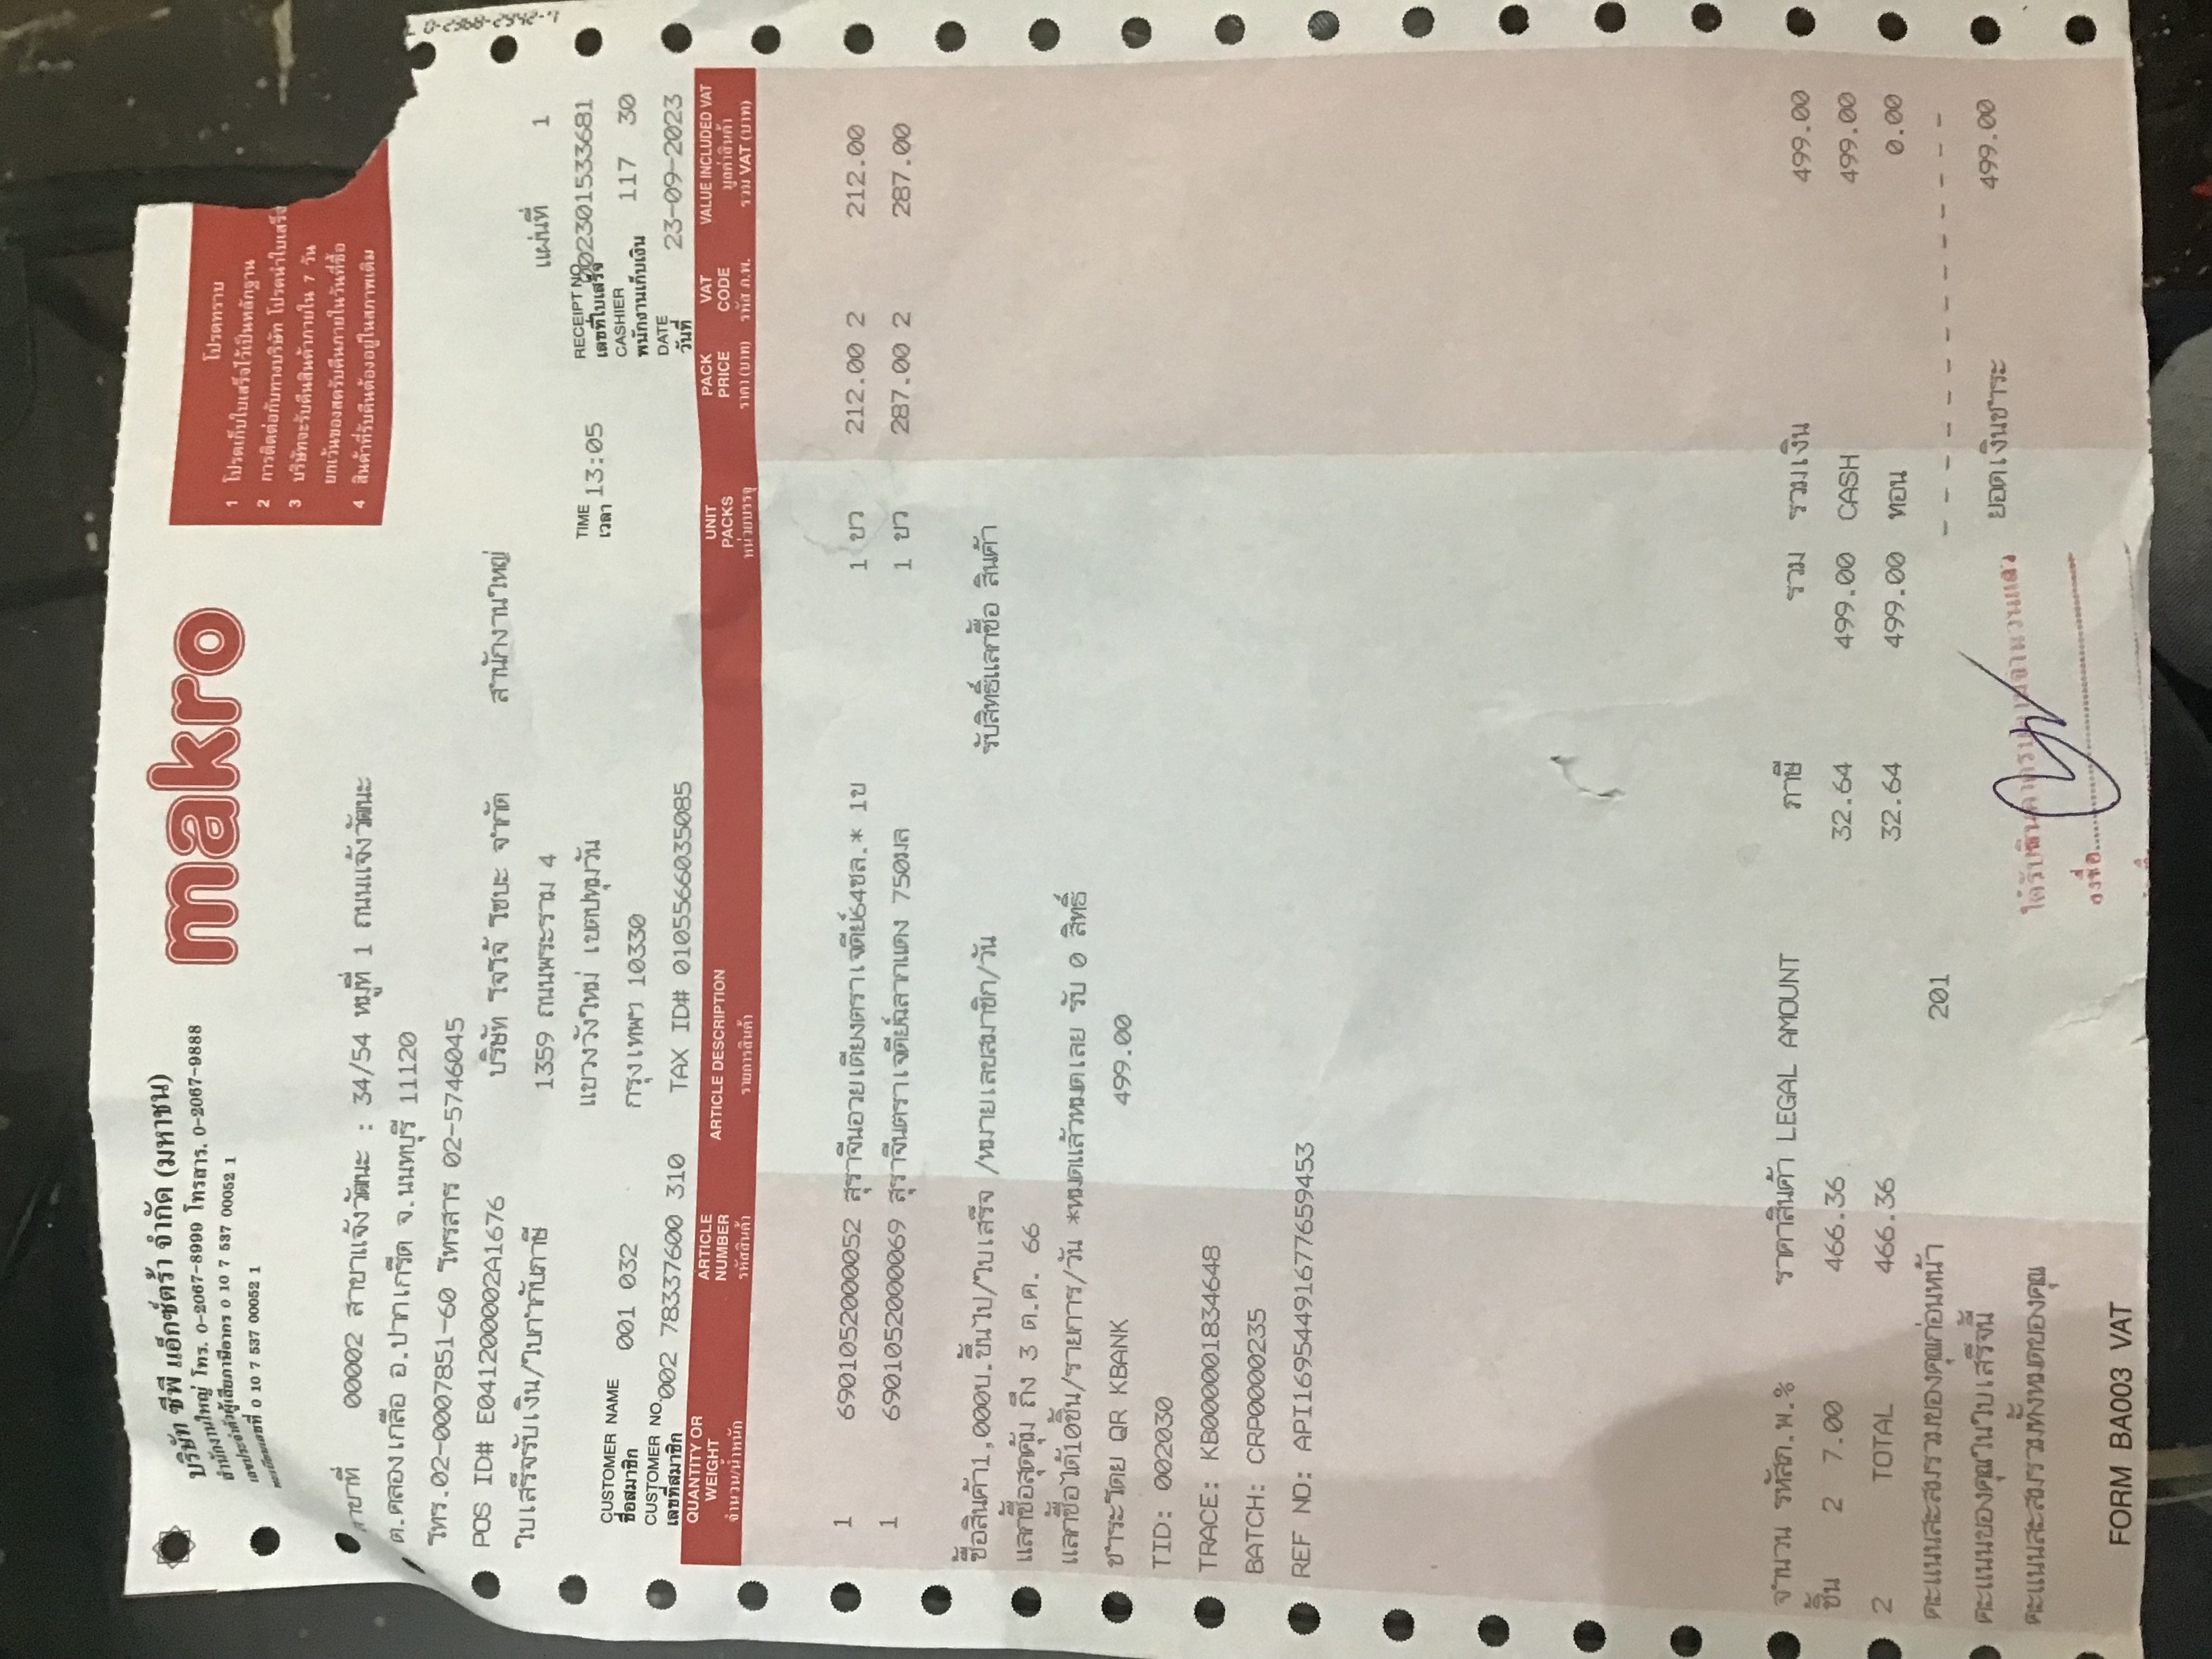 บริษัท ซีพี แอ็กซ์ตร้า จำกัด (มหาชน)
สำนักงานใหญ่ โทร. 0-2067-8999 โทรสาร. 0-2067-9888
เลขประจำตัวผู้เสียภาษีอากร 0 10 7 537 00052 1
ทะเบียนเลขที่ 0 10 7 537 00052 1
makro
โปรดทราบ
1 โปรดเก็บใบเสร็จไว้เป็นหลักฐาน
2 การติดต่อกับทางบริษัท โปรดนำใบเสร็จ
3 บริษัทจะรับคืนสินค้าภายใน 7 วัน
ยกเว้นของสดรับคืนภายในวันที่ซื้อ
4 สินค้าที่รับคืนต้องอยู่ในสภาพเดิม
สาขาที่ 00002 สาขาแจ้งวัฒนะ : 34/54 หมู่ที่ 1 ถนนแจ้งวัฒนะ
ต.คลองเกลือ อ.ปากเกร็ด จ.นนทบุรี 11120
โทร.02-0007851-60 โทรสาร 02-5746045
POS ID# E041200002A1676 บริษัท โจโจ้ โซบะ จำกัด สำนักงานใหญ่
ใบเสร็จรับเงิน/ใบกำกับภาษี 1359 ถนนพระราม 4 แผ่นที่ 1
แขวงวังใหม่ เขตปทุมวัน
TIME เวลา 13:05 RECEIPT NO. เลขที่ใบเสร็จ 002301533681
CUSTOMER NAME ชื่อสมาชิก 001 032 กรุงเทพฯ 10330 CASHIER พนักงานเก็บเงิน 117 30
CUSTOMER NO. เลขที่สมาชิก 002 78337600 310 TAX ID# 0105566035085 DATE วันที่ 23-09-2023
QUANTITY OR WEIGHT ARTICLE NUMBER ARTICLE DESCRIPTION UNIT PACKS PACK PRICE VAT CODE VALUE INCLUDED VAT
จำนวน/น้ำหนัก รหัสสินค้า รายการสินค้า หน่วยบรรจุ ราคา (บาท) รหัส ภ.พ. มูลค่าสินค้า รวม VAT (บาท)
1 6901052000052 สุราจีนอวยเตียงตราเจดีย์64ซล.* 1ข 1 ขว 212.00 2 212.00
1 6901052000069 สุราจีนตราเจดีย์ฉลากแดง 750มล 1 ขว 287.00 2 287.00
ซื้อสินค้า1,000บ.ขึ้นไป/ใบเสร็จ /หมายเลขสมาชิก/วัน รับสิทธิ์แลกซื้อ สินค้า
แลกซื้อสุดคุ้ม ถึง 3 ต.ค. 66
แลกซื้อได้10ชิ้น/รายการ/วัน *หมดแล้วหมดเลย รับ 0 สิทธิ์
ชำระโดย QR KBANK 499.00
TID: 002030
TRACE: KB000001834648
BATCH: CRP0000235
REF NO: API16954491677659453
จำนวน รหัสภ.พ.% ราคาสินค้า LEGAL AMOUNT ภาษี รวม รวมเงิน 499.00
ชิ้น 2 7.00 466.36 32.64 499.00 CASH 499.00
2 TOTAL 466.36 32.64 499.00 ทอน 0.00
คะแนนสะสมรวมของคุณก่อนหน้า 201
คะแนนของคุณในใบเสร็จนี้ ยอดเงินชำระ 499.00
คะแนนสะสมรวมทั้งหมดของคุณ
ได้รับสินค้าครบตามจำนวนแล้ว
ลงชื่อ
FORM BA003 VAT